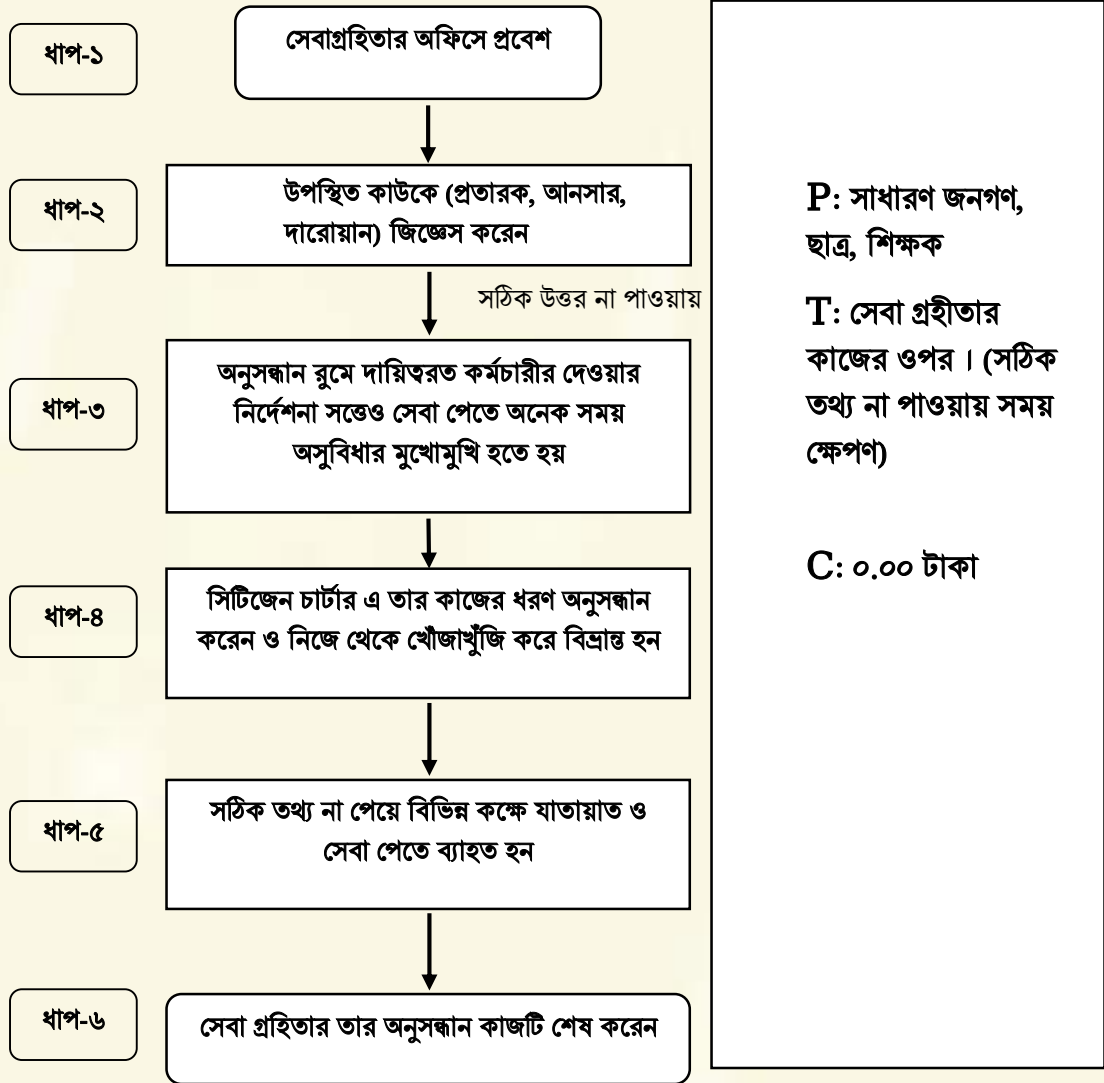 ধাপ-১
সেবাগ্রহিতার অফিসে প্রবেশ
ধাপ-২
উপস্থিত কাউকে (প্রতারক, আনসার,
দারোয়ান) জিজ্ঞেস করেন
সঠিক উত্তর না পাওয়ায়
ধাপ-৩
অনুসন্ধান রুমে দায়িত্বরত কর্মচারীর দেওয়ার
নির্দেশনা সত্তেও সেবা পেতে অনেক সময়
অসুবিধার মুখোমুখি হতে হয়
ধাপ-৪
সিটিজেন চার্টার এ তার কাজের ধরণ অনুসন্ধান
করেন ও নিজে থেকে খোঁজাখুঁজি করে বিভ্রান্ত হন
ধাপ-৫
সঠিক তথ্য না পেয়ে বিভিন্ন কক্ষে যাতায়াত ও
সেবা পেতে ব্যাহত হন
ধাপ-৬
সেবা গ্রহিতার তার অনুসন্ধান কাজটি শেষ করেন
P: সাধারণ জনগণ,
ছাত্র, শিক্ষক
T: সেবা গ্রহীতার
কাজের ওপর । (সঠিক
তথ্য না পাওয়ায় সময়
ক্ষেপণ)
C: ০.০০ টাকা